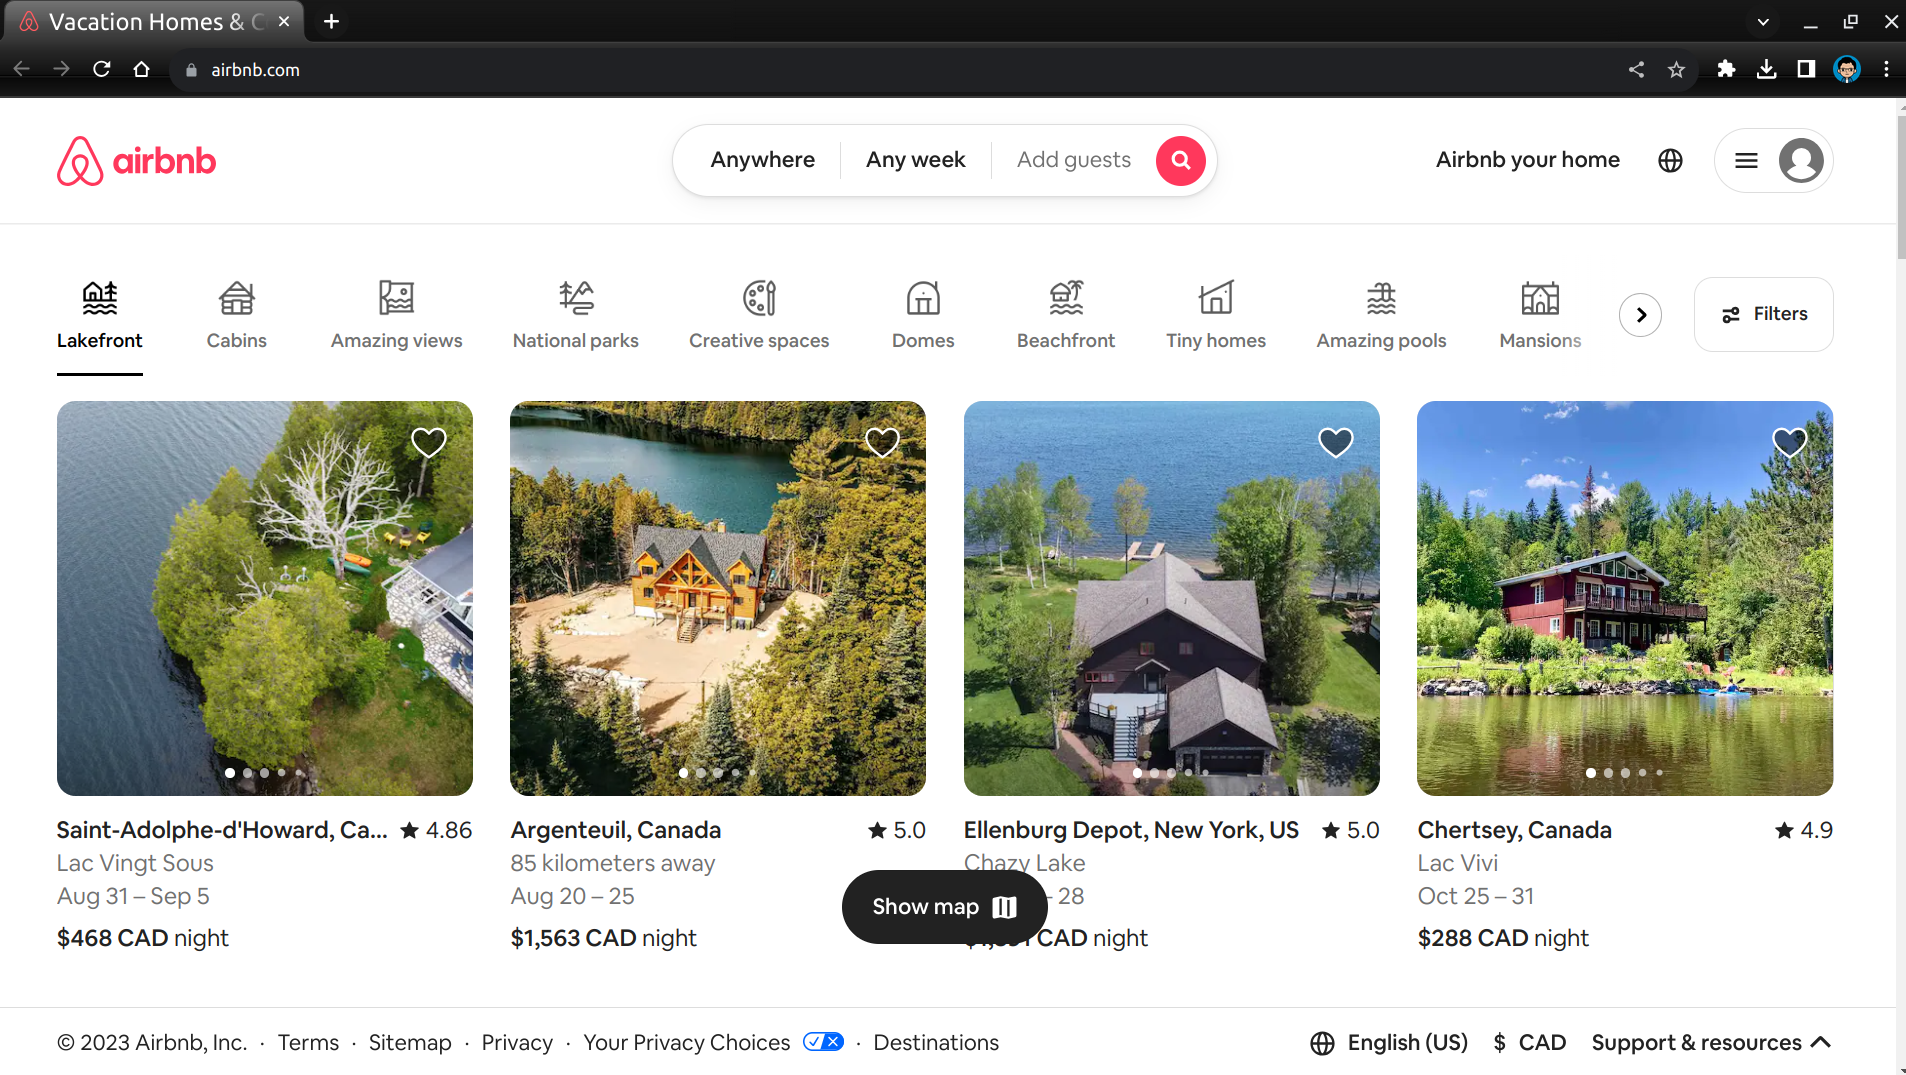 Vacation Homes &
airbnb.com
airbnb
Anywhere
Any week
Add guests
Airbnb your home
Lakefront
Cabins
Amazing views
National parks
Creative spaces
Domes
Beachfront
Tiny homes
Amazing pools
Mansions
Filters
Saint-Adolphe-d'Howard, Ca... ★ 4.86
Lac Vingt Sous
Aug 31 – Sep 5
$468 CAD night
Argenteuil, Canada ★ 5.0
85 kilometers away
Aug 20 – 25
$1,563 CAD night
Ellenburg Depot, New York, US ★ 5.0
Chazy Lake
– 28
CAD night
Chertsey, Canada ★ 4.9
Lac Vivi
Oct 25 – 31
$288 CAD night
Show map
© 2023 Airbnb, Inc. · Terms · Sitemap · Privacy · Your Privacy Choices · Destinations
English (US) $ CAD Support & resources